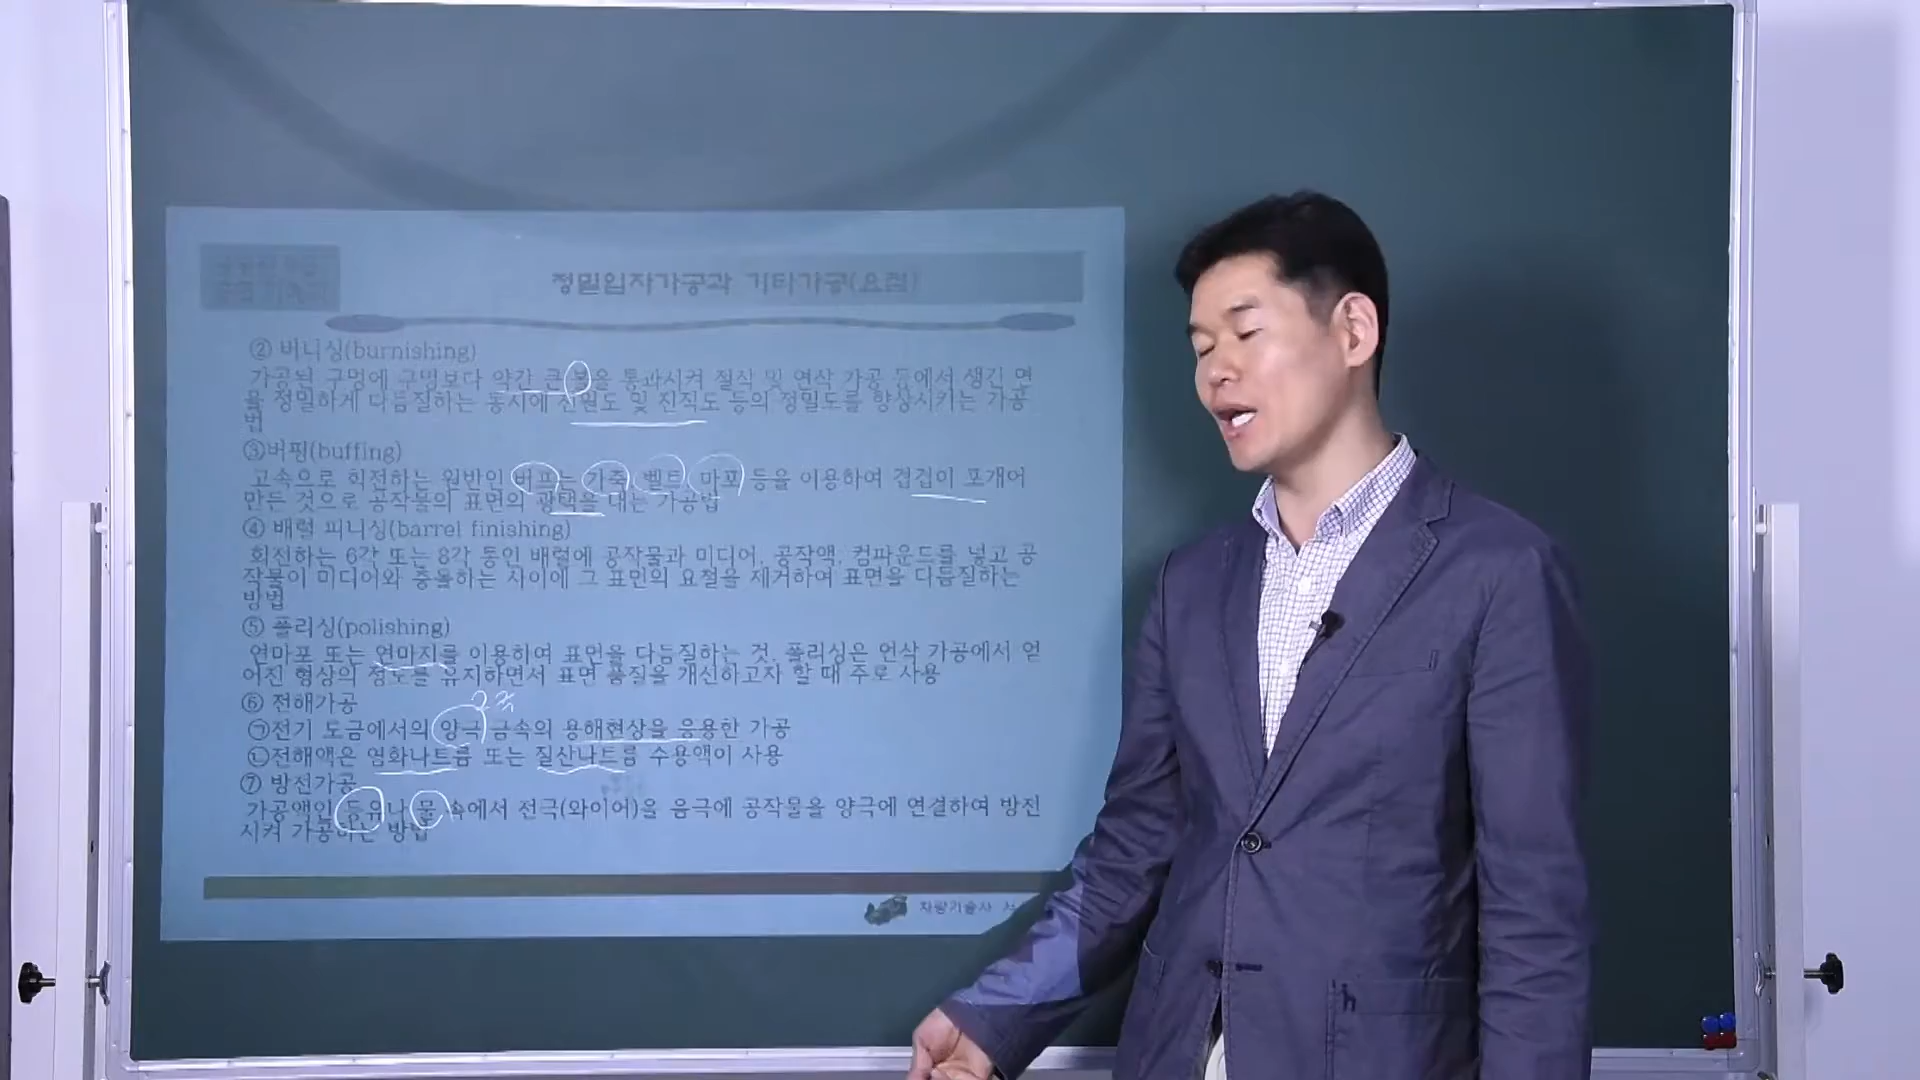 정밀입자가공과 기타가공(요점)
② 버니싱(burnishing)
가공된 구멍에 구멍보다 약간 큰 볼을 통과시켜 절삭 및 연삭 가공 등에서 생긴 면
을 정밀하게 다듬질하는 동시에 진원도 및 진직도 등의 정밀도를 향상시키는 가공
법
③버핑(buffing)
고속으로 회전하는 원반인 버프는 가죽, 벨트, 마포 등을 이용하여 겹겹이 포개어
만든 것으로 공작물의 표면의 광택을 내는 가공법
④ 배럴 피니싱(barrel finishing)
회전하는 6각 또는 8각 통인 배럴에 공작물과 미디어, 공작액, 컴파운드를 넣고 공
작물이 미디어와 충돌하는 사이에 그 표면의 요철을 제거하여 표면을 다듬질하는
방법
⑤ 폴리싱(polishing)
연마포 또는 연마지를 이용하여 표면을 다듬질하는 것, 폴리싱은 연삭 가공에서 얻
어진 형상의 정도를 유지하면서 표면 품질을 개선하고자 할 때 주로 사용
⑥ 전해가공
㉠전기 도금에서의 양극 금속의 용해현상을 응용한 가공
㉡전해액은 염화나트륨 또는 질산나트륨 수용액이 사용
⑦ 방전가공
가공액인 등유나 물 속에서 전극(와이어)을 음극에 공작물을 양극에 연결하여 방전
시켜 가공하는 방법
차량기술사